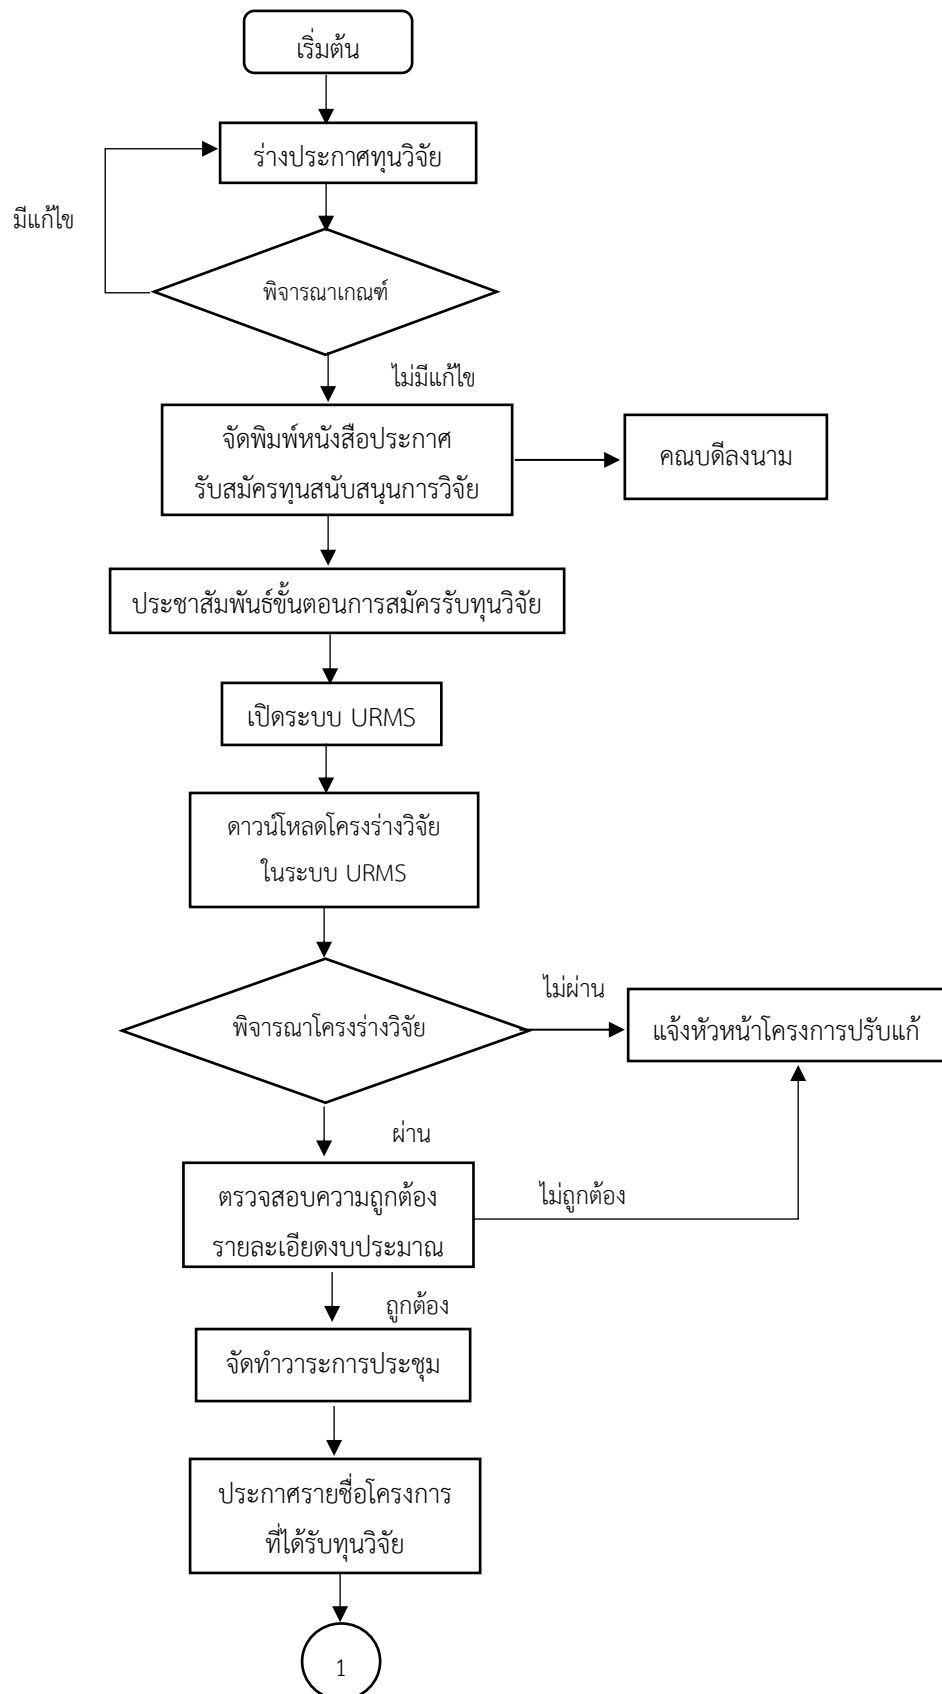 เริ่มต้น
ร่างประกาศทุนวิจัย
มีแก้ไข
พิจารณาเกณฑ์
ไม่มีแก้ไข
จัดพิมพ์หนังสือประกาศ
รับสมัครทุนสนับสนุนการวิจัย
คณบดีลงนาม
ประชาสัมพันธ์ขั้นตอนการสมัครรับทุนวิจัย
เปิดระบบ URMS
ดาวน์โหลดโครงร่างวิจัย
ในระบบ URMS
พิจารณาโครงร่างวิจัย
ไม่ผ่าน
แจ้งหัวหน้าโครงการปรับแก้
ผ่าน
ตรวจสอบความถูกต้อง
รายละเอียดงบประมาณ
ไม่ถูกต้อง
ถูกต้อง
จัดทำวาระการประชุม
ประกาศรายชื่อโครงการ
ที่ได้รับทุนวิจัย
1